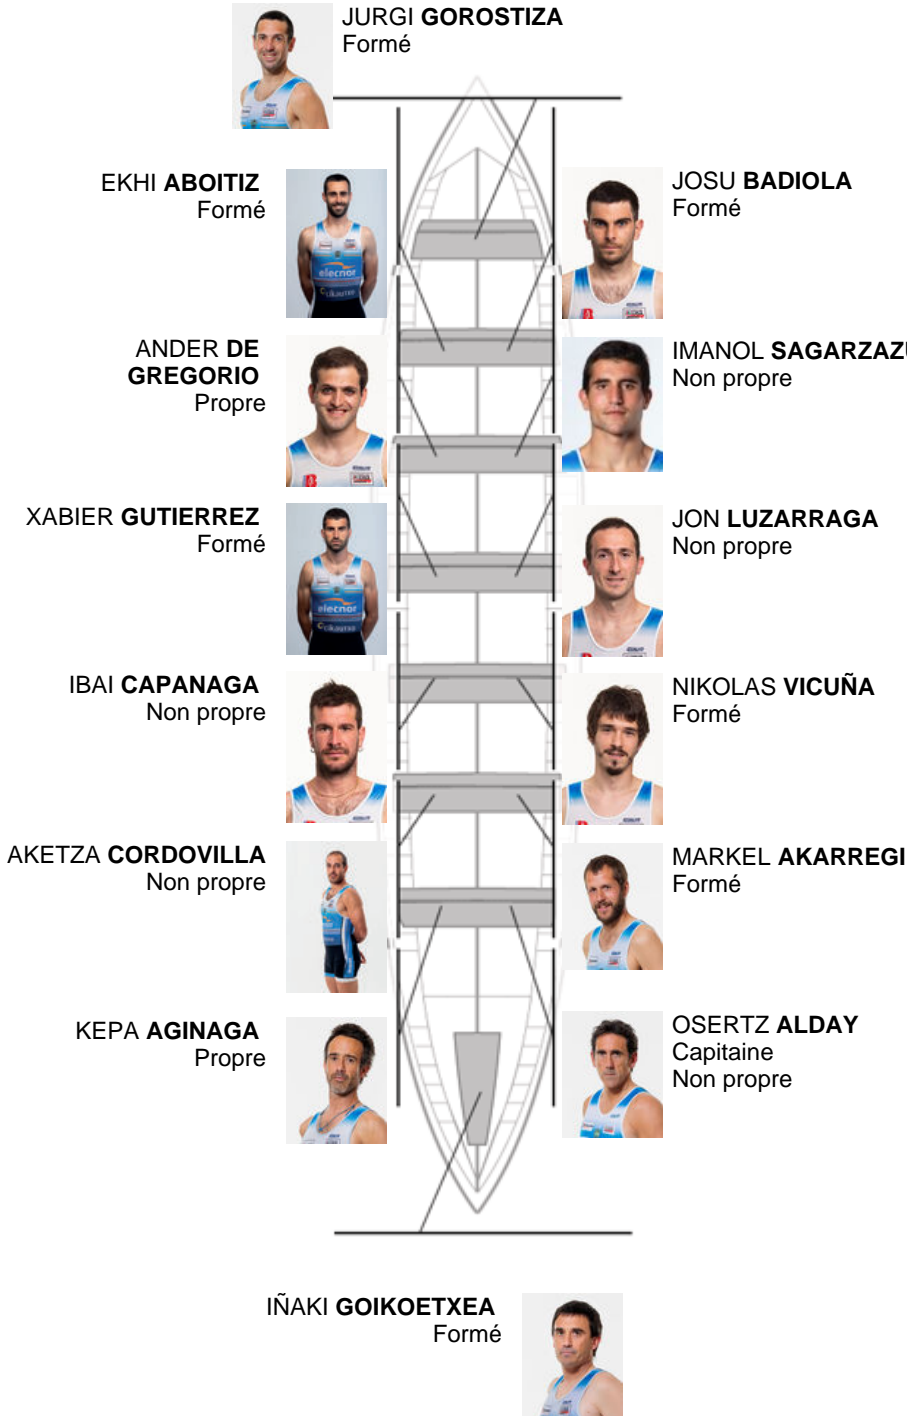 JURGI GOROSTIZA
Formé
EKHI ABOITIZ
Formé
JOSU BADIOLA
Formé
ANDER DE
GREGORIO
Propre
IMANOL SAGARZAZU
Non propre
XABIER GUTIERREZ
Formé
JON LUZARRAGA
Non propre
elecnor
elecnor
IBAI CAPANAGA
Non propre
NIKOLAS VICUÑA
Formé
AKETZA CORDOVILLA
Non propre
MARKEL AKARREGI
Formé
KEPA AGINAGA
Propre
OSERTZ ALDAY
Capitaine
Non propre
IÑAKI GOIKOETXEA
Formé